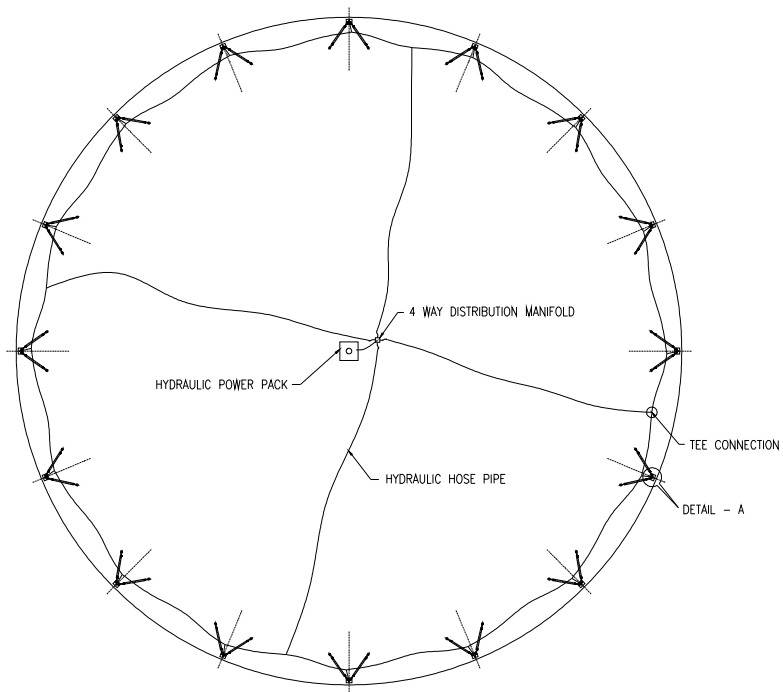 4 WAY DISTRIBUTION MANIFOLD
HYDRAULIC POWER PACK
TEE CONNECTION
HYDRAULIC HOSE PIPE
DETAIL - A